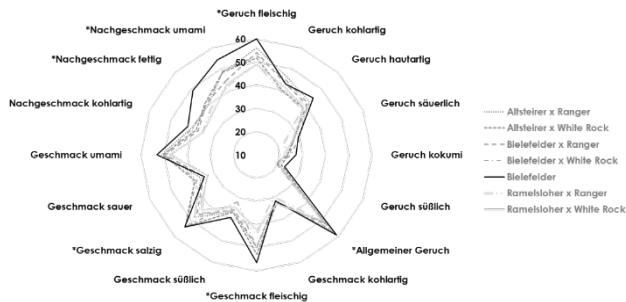 *Geruch fleischig
Geruch kohlartig
Geruch hautartig
Geruch säuerlich
Geruch kokumi
Geruch süßlich
*Allgemeiner Geruch
Geschmack kohlartig
*Geschmack fleischig
Geschmack süßlich
*Geschmack salzig
Geschmack sauer
Geschmack umami
Nachgeschmack kohlartig
*Nachgeschmack fettig
*Nachgeschmack umami
60
50
40
30
20
10
Altsteirer x Ranger
Altsteirer x White Rock
Bielefelder x Ranger
Bielefelder x White Rock
Bielefelder
Ramelsloher x Ranger
Ramelsloher x White Rock